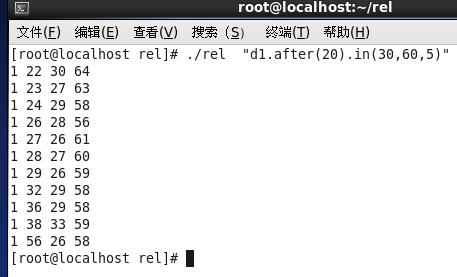 root@localhost:~/rel
文件(F) 编辑(E) 查看(V) 搜索 (S) 终端(T) 帮助(H)
[root@localhost rel]# ./rel  "d1.after(20).in(30,60,5)"
1 22 30 64
1 23 27 63
1 24 29 58
1 26 28 56
1 27 26 61
1 28 27 60
1 29 26 59
1 32 29 58
1 36 29 58
1 38 33 59
1 56 26 58
[root@localhost rel]#